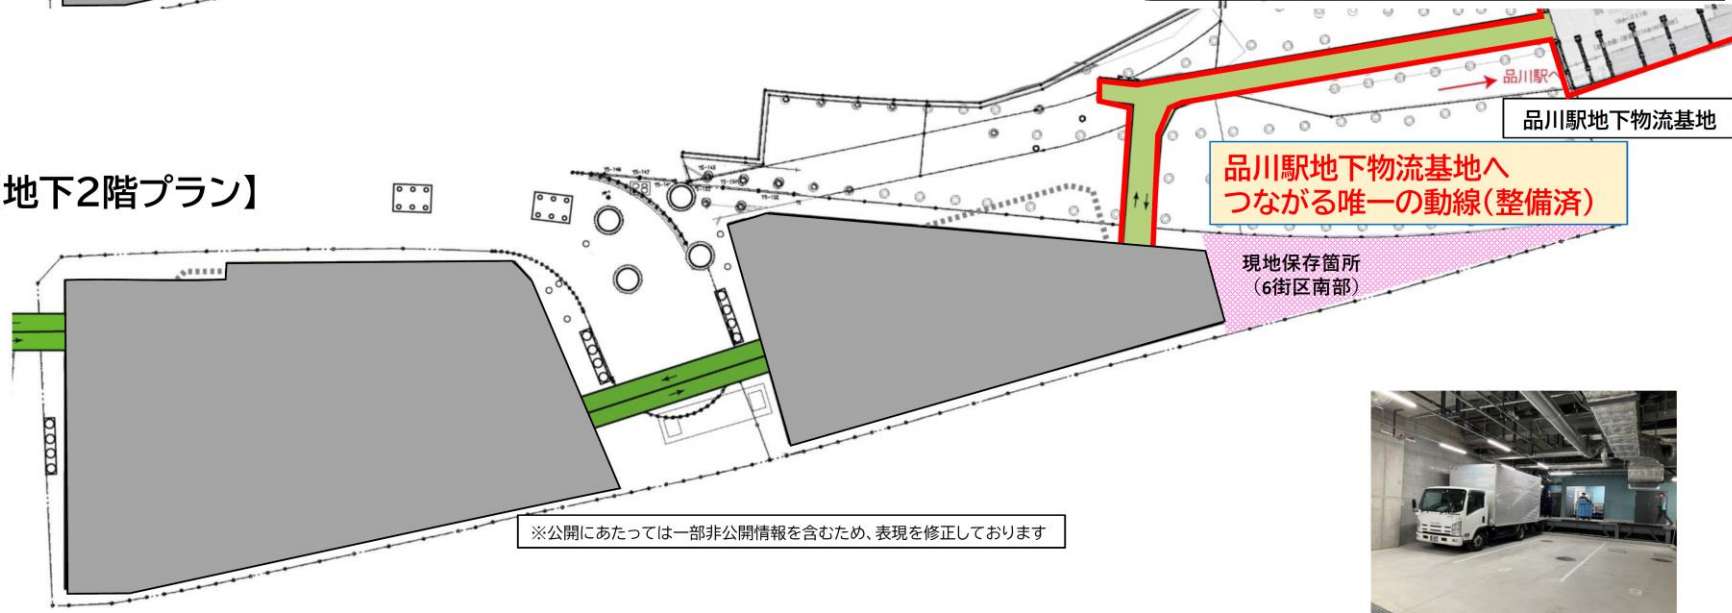 地下2階プラン】
品川駅へ
品川駅地下物流基地
品川駅地下物流基地へ
つながる唯一の動線(整備済)
現地保存箇所
(6街区南部)
※公開にあたっては一部非公開情報を含むため、表現を修正しております